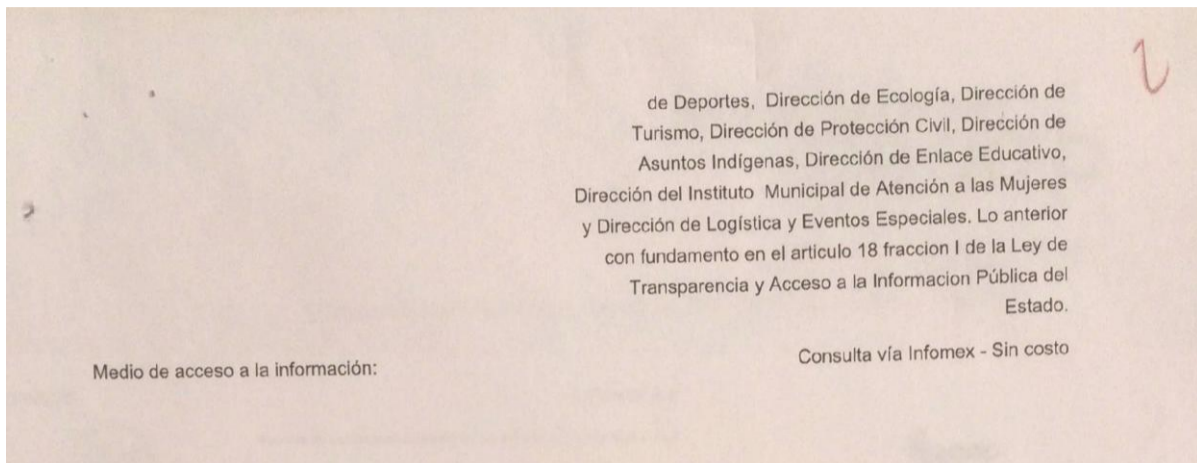 2
de Deportes, Dirección de Ecología, Dirección de
Turismo, Dirección de Protección Civil, Dirección de
Asuntos Indígenas, Dirección de Enlace Educativo,
Dirección del Instituto Municipal de Atención a las Mujeres
y Dirección de Logística y Eventos Especiales. Lo anterior
con fundamento en el articulo 18 fraccion I de la Ley de
Transparencia y Acceso a la Informacion Pública del
Estado.
Medio de acceso a la información: Consulta vía Infomex - Sin costo